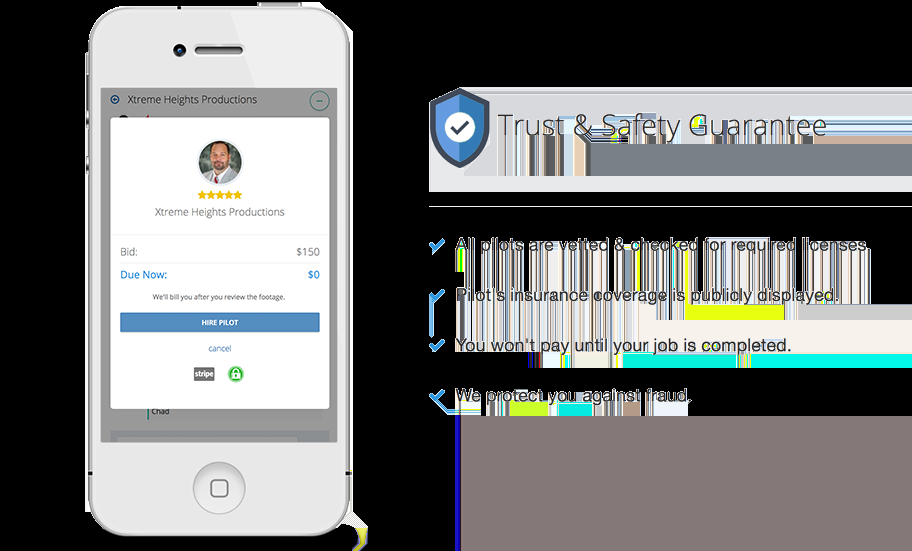 Xtreme Heights Productions
Xtreme Heights Productions
Bid: $150
Due Now: $0
We'll bill you after you review the footage.
HIRE PILOT
cancel
stripe
Chad
Trust & Safety Guarantee
All pilots are vetted & checked for required licenses.
Pilot's insurance coverage is publicly displayed.
You won't pay until your job is completed.
We protect you against fraud.